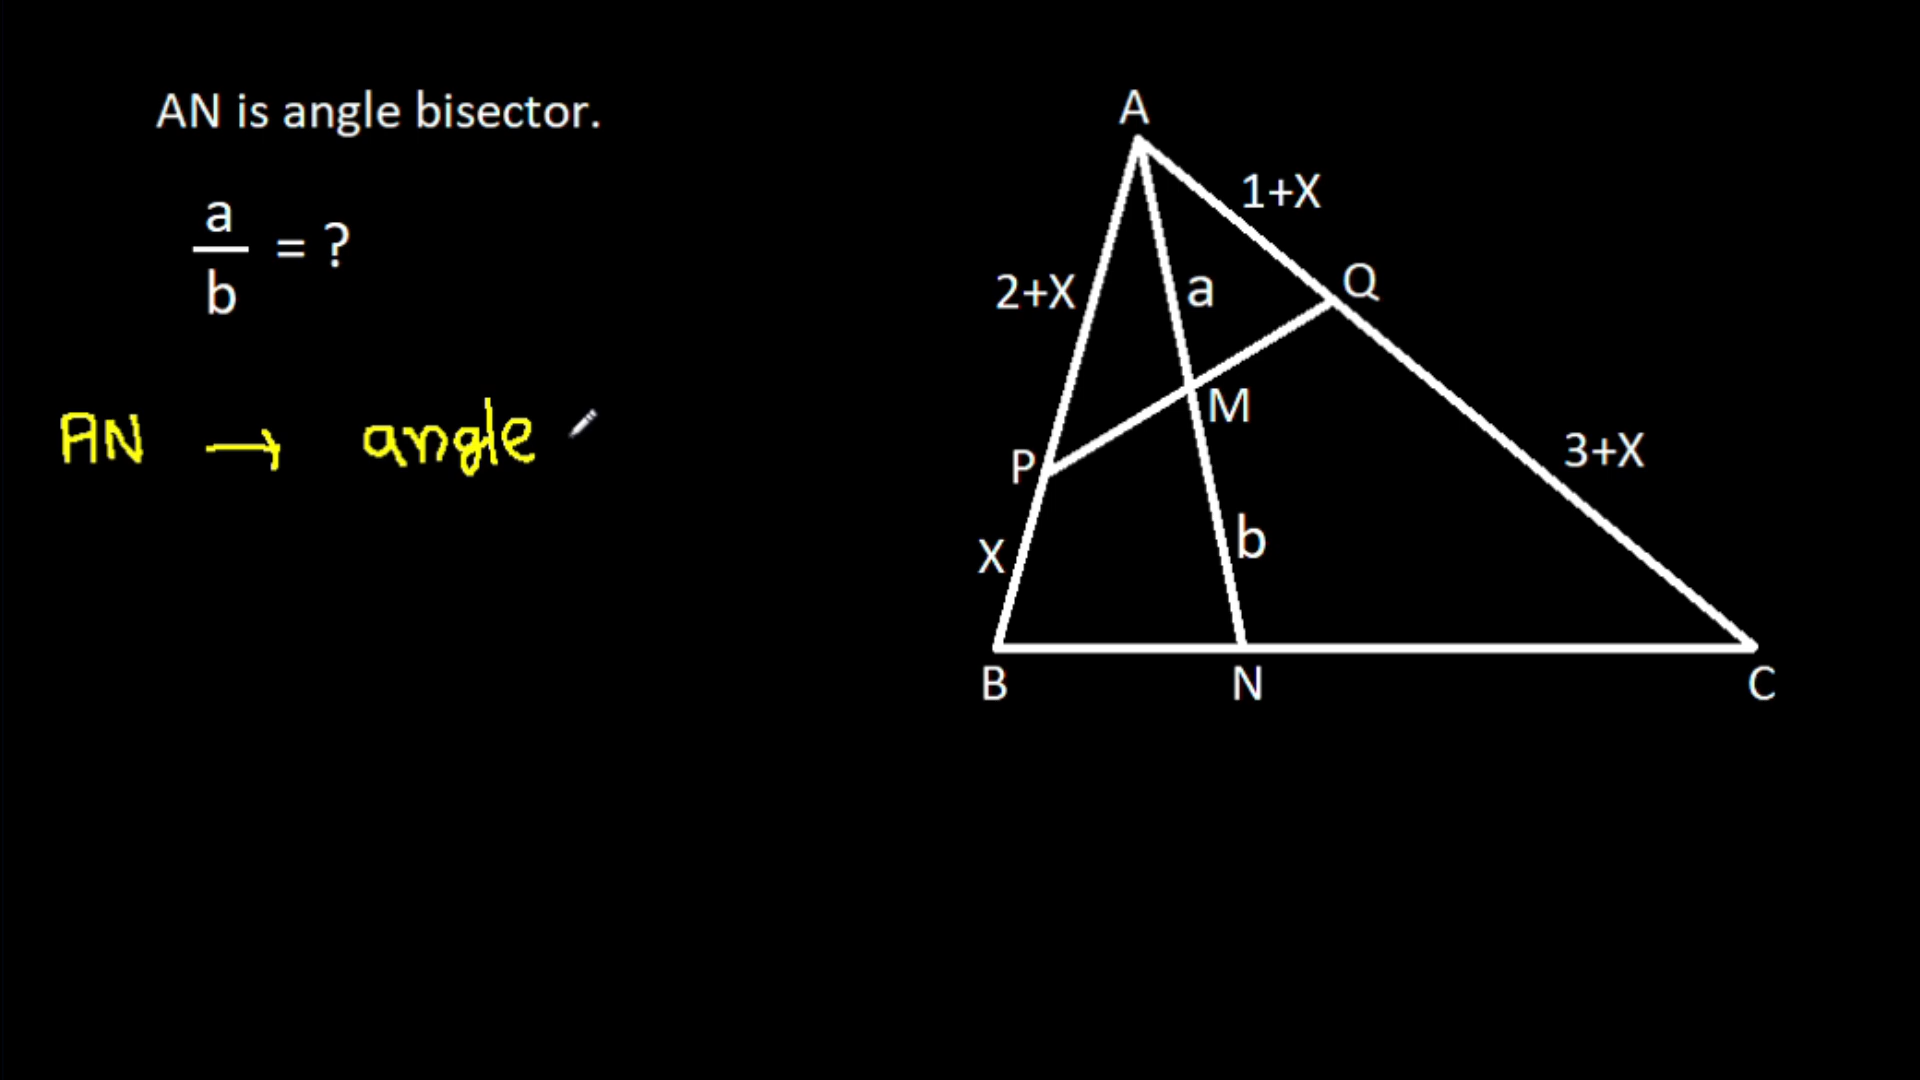 AN is angle bisector.
a
b
= ?
AN → angle
A
1+X
Q
2+X
a
M
P
3+X
X
b
B
N
C